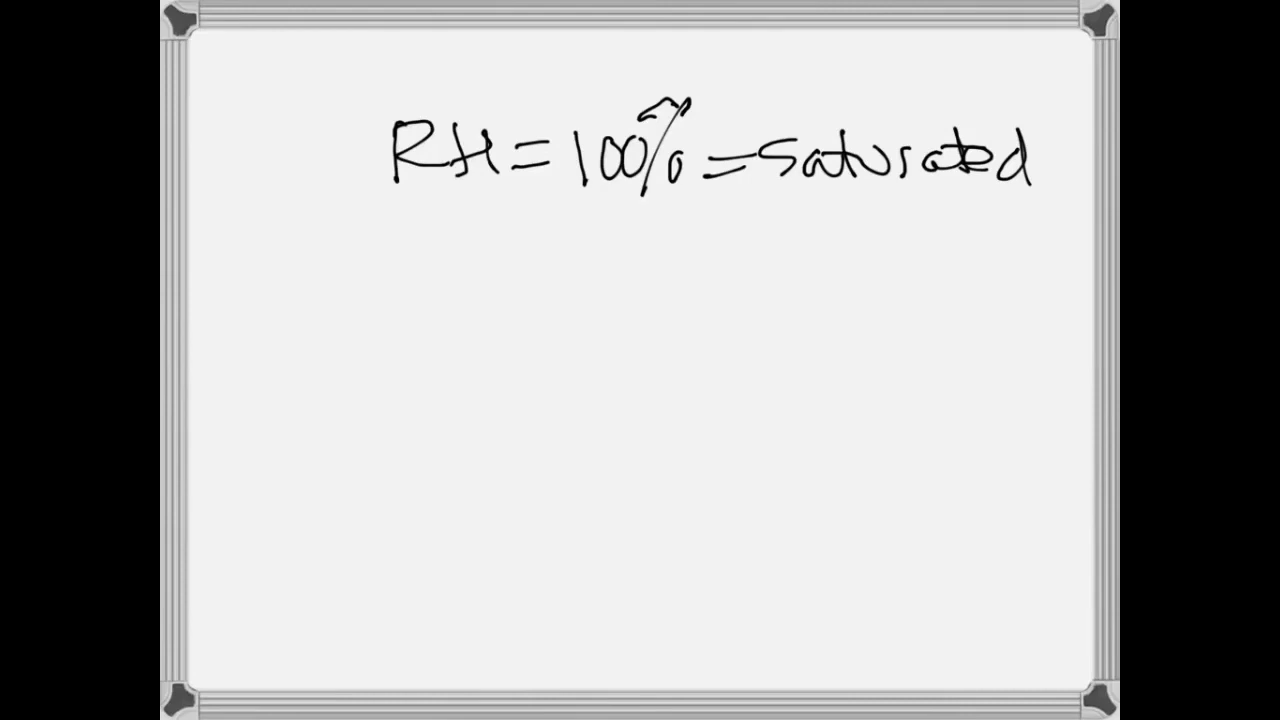 RH = 100% = saturated